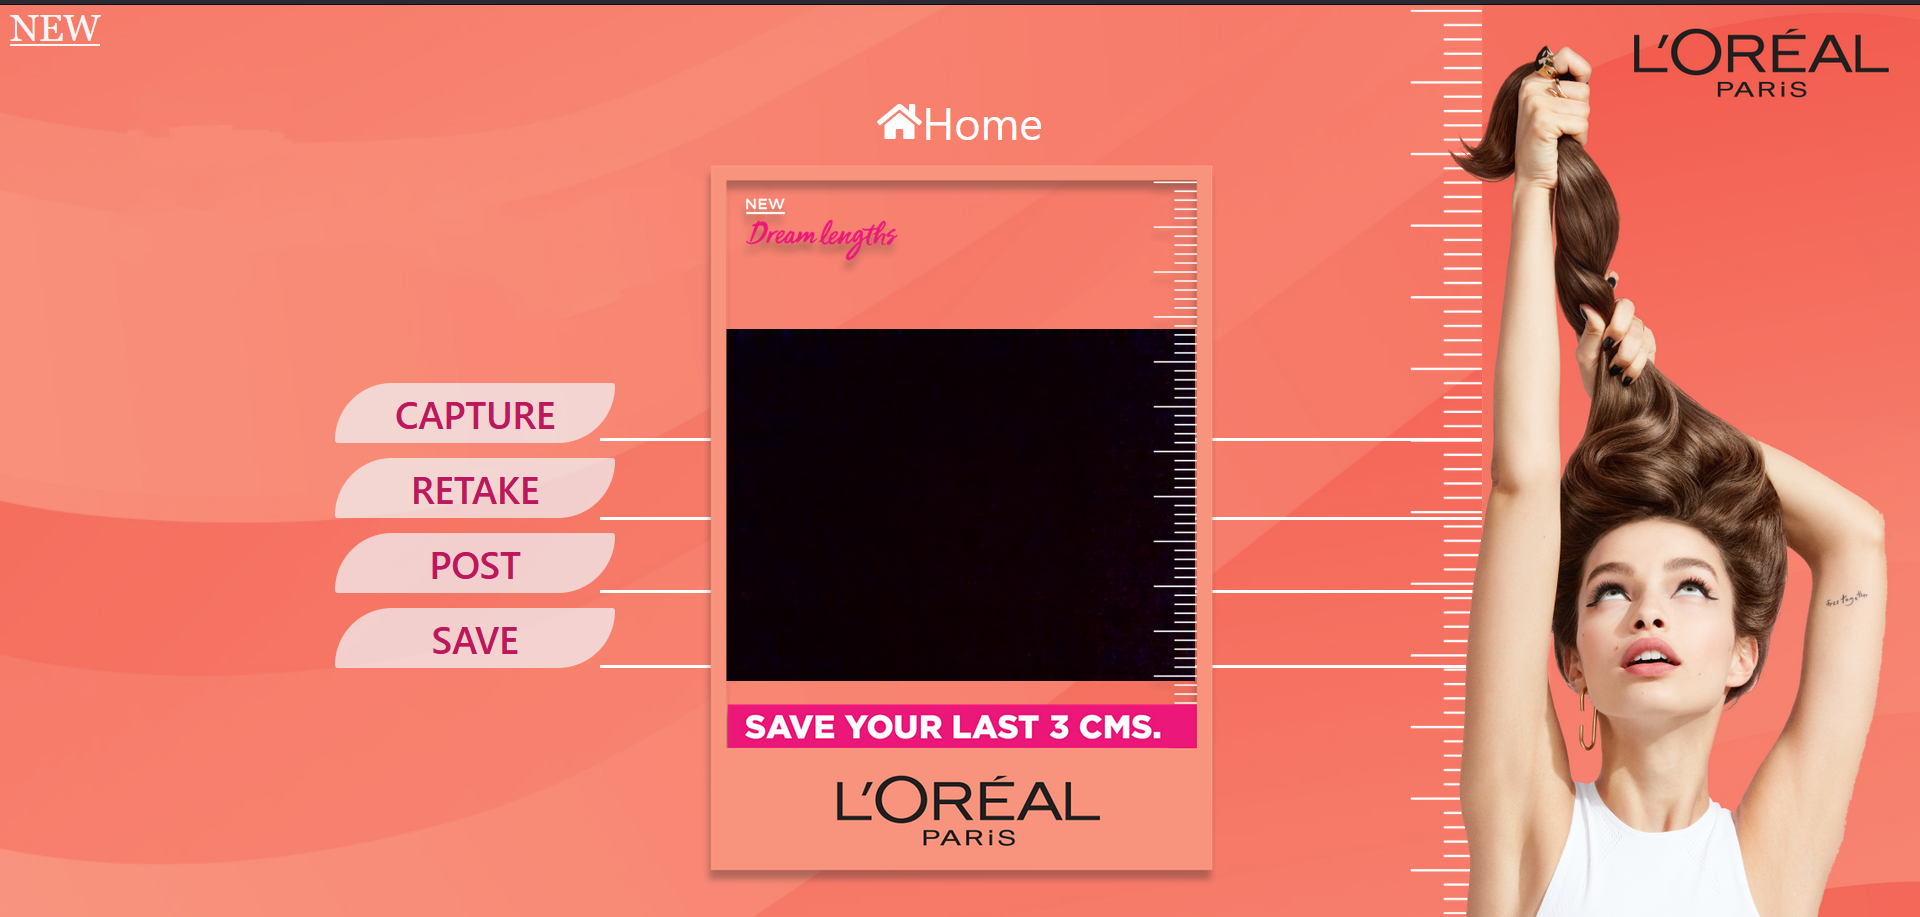 NEW
L'ORÉAL
PARiS
Home
NEW
Dream lengths
CAPTURE
RETAKE
POST
SAVE
SAVE YOUR LAST 3 CMS.
L'ORÉAL
PARiS